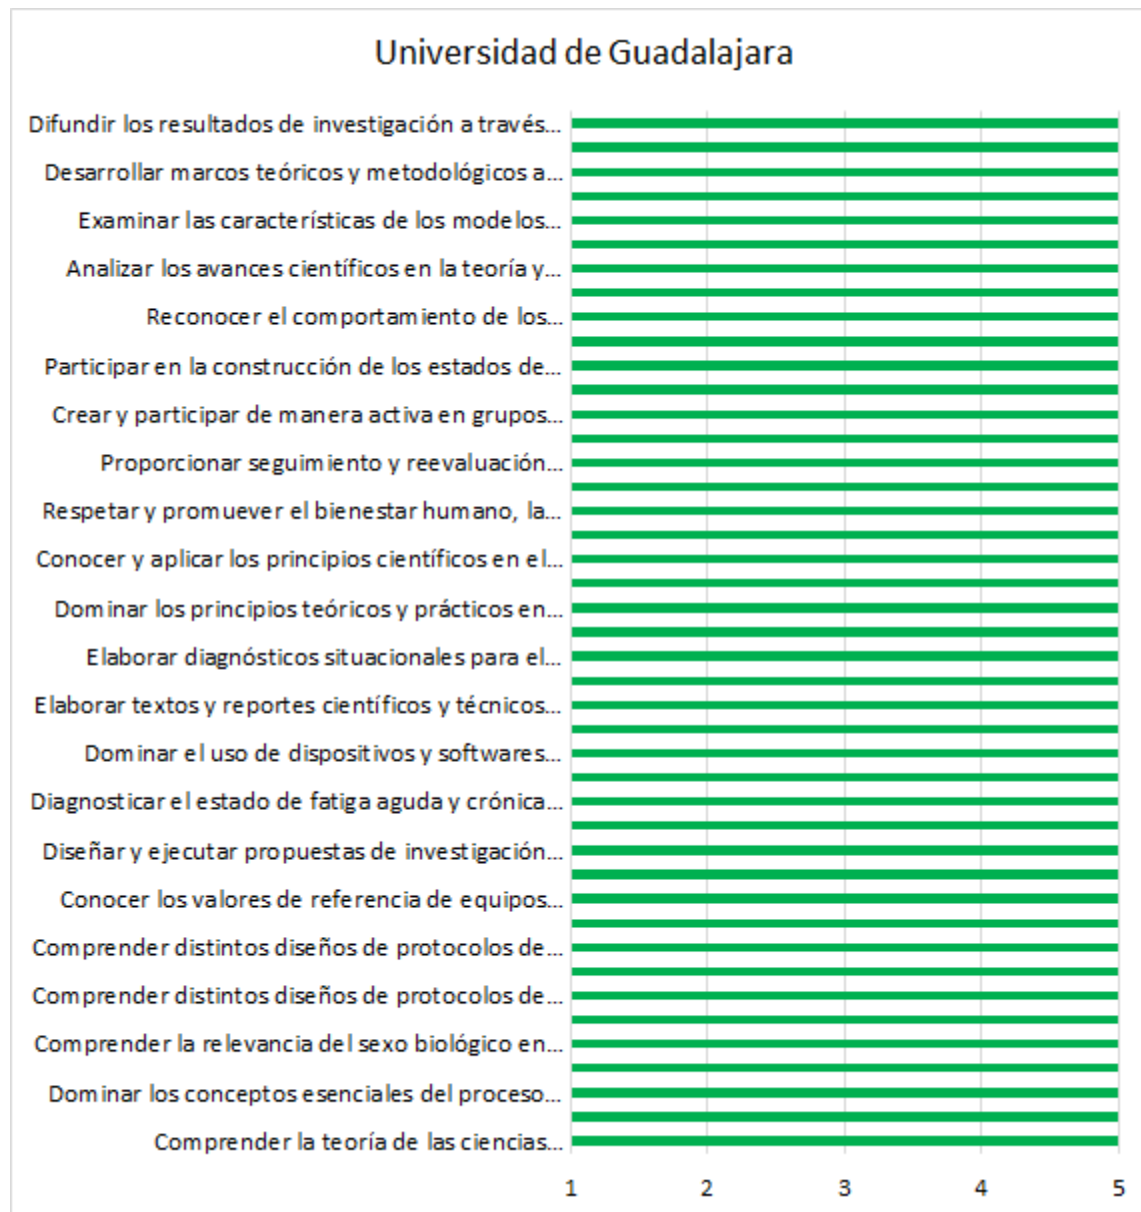 Universidad de Guadalajara
Difundir los resultados de investigación a través...
Desarrollar marcos teóricos y metodológicos a...
Examinar las características de los modelos...
Analizar los avances científicos en la teoría y...
Reconocer el comportamiento de los...
Participar en la construcción de los estados de...
Crear y participar de manera activa en grupos...
Proporcionar seguimiento y reevaluación...
Respetar y promuever el bienestar humano, la...
Conocer y aplicar los principios científicos en el...
Dominar los principios teóricos y prácticos en...
Elaborar diagnósticos situacionales para el...
Elaborar textos y reportes científicos y técnicos...
Dominar el uso de dispositivos y softwares...
Diagnosticar el estado de fatiga aguda y crónica...
Diseñar y ejecutar propuestas de investigación...
Conocer los valores de referencia de equipos...
Comprender distintos diseños de protocolos de...
Comprender distintos diseños de protocolos de...
Comprender la relevancia del sexo biológico en...
Dominar los conceptos esenciales del proceso...
Comprender la teoría de las ciencias...
1 2 3 4 5